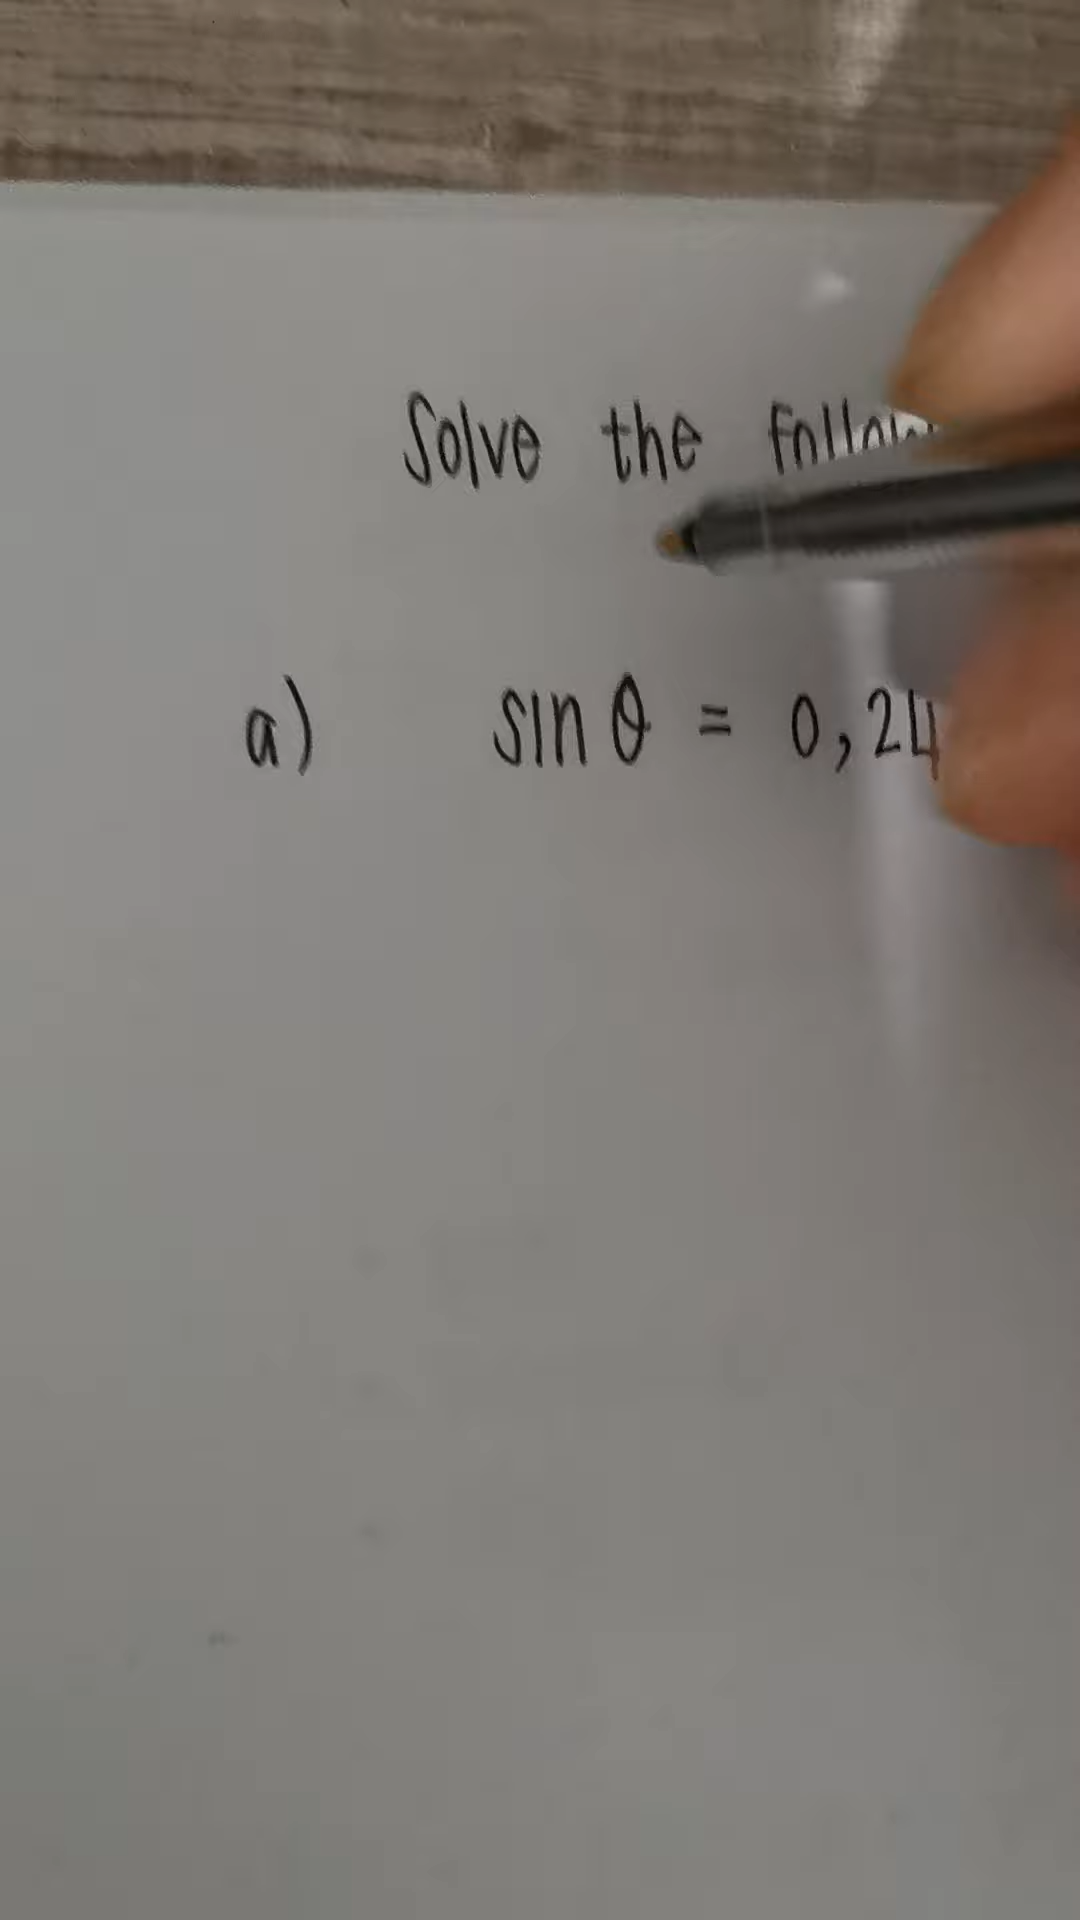 Solve the
a) sin θ = 0,24